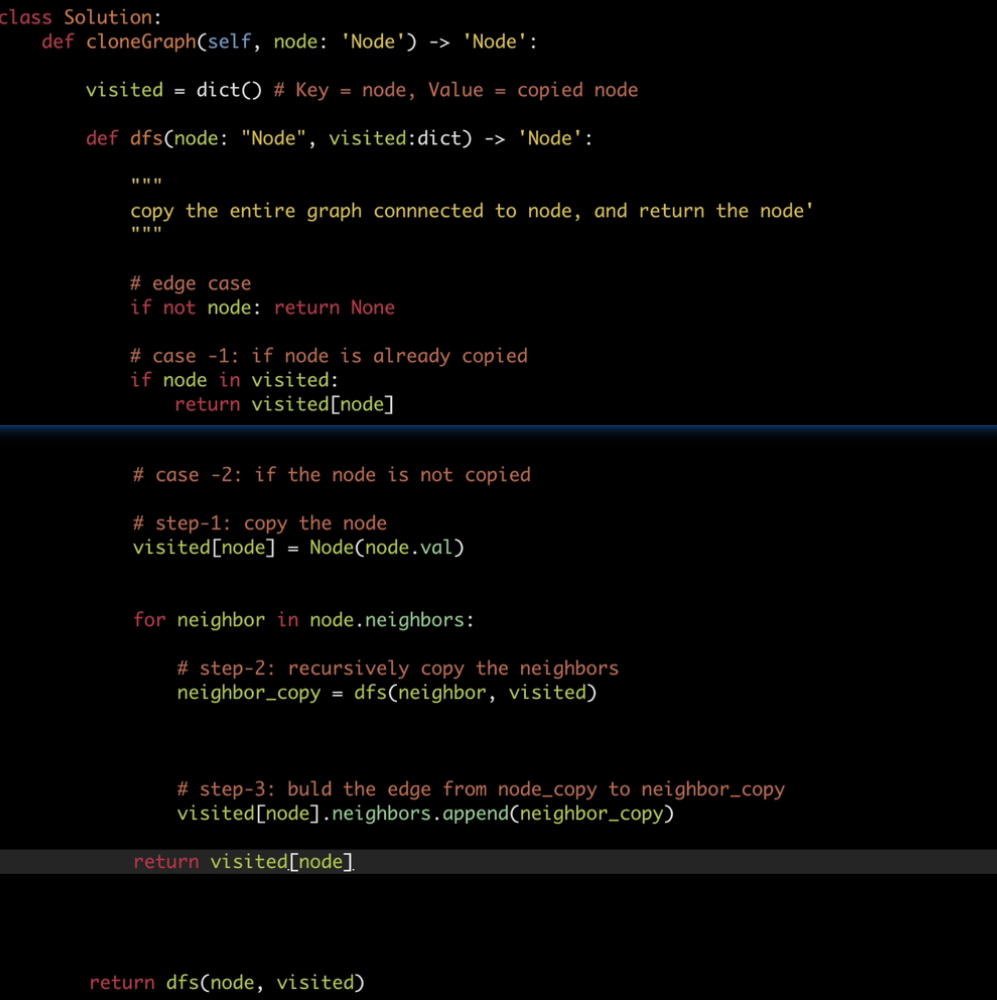 class Solution:
def cloneGraph(self, node: 'Node') -> 'Node':
visited = dict() # Key = node, Value = copied node
def dfs(node: "Node", visited:dict) -> 'Node':
"""
copy the entire graph connnected to node, and return the node'
"""
# edge case
if not node: return None
# case -1: if node is already copied
if node in visited:
return visited[node]
# case -2: if the node is not copied
# step-1: copy the node
visited[node] = Node(node.val)
for neighbor in node.neighbors:
# step-2: recursively copy the neighbors
neighbor_copy = dfs(neighbor, visited)
# step-3: buld the edge from node_copy to neighbor_copy
visited[node].neighbors.append(neighbor_copy)
return visited[node]
return dfs(node, visited)